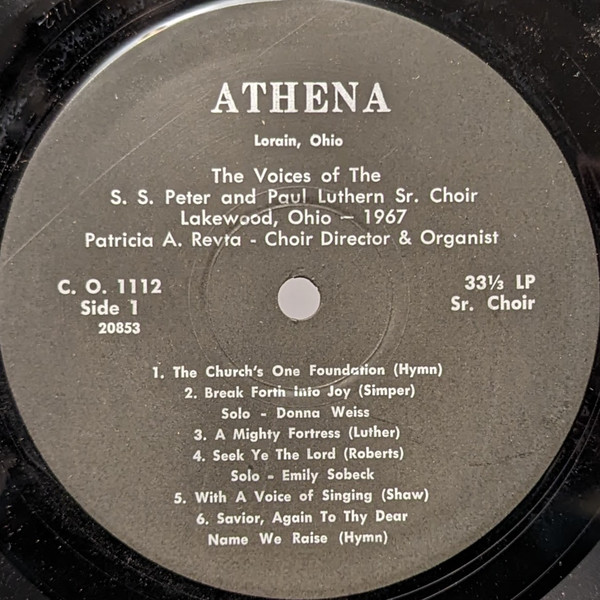 ATHENA
Lorain, Ohio
The Voices of The
S. S. Peter and Paul Luthern Sr. Choir
Lakewood, Ohio — 1967
Patricia A. Revta - Choir Director & Organist
C. O. 1112
Side 1
20853
33⅓ LP
Sr. Choir
1. The Church's One Foundation (Hymn)
2. Break Forth Into Joy (Simper)
Solo - Donna Weiss
3. A Mighty Fortress (Luther)
4. Seek Ye The Lord (Roberts)
Solo - Emily Sobeck
5. With A Voice of Singing (Shaw)
6. Savior, Again To Thy Dear
Name We Raise (Hymn)